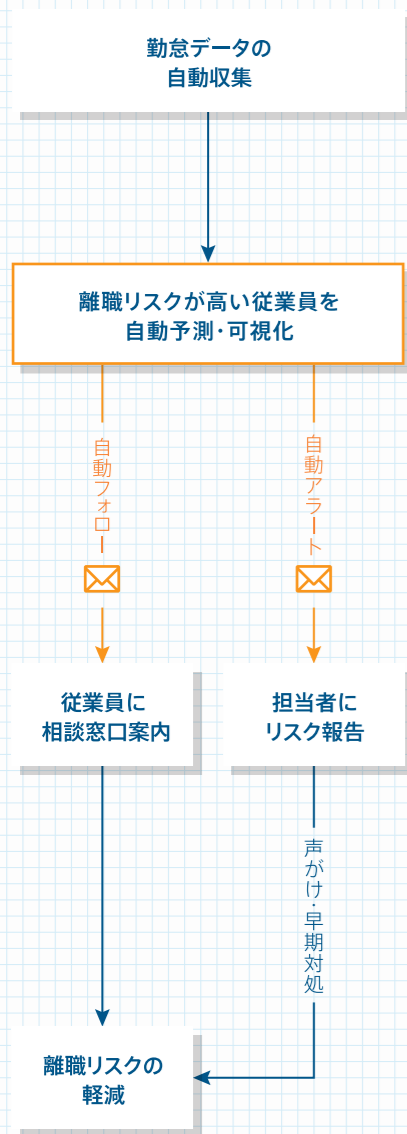 勤怠データの
自動収集
離職リスクが高い従業員を
自動予測・可視化
自動フォロー
自動アラート
従業員に
相談窓口案内
担当者に
リスク報告
声がけ・早期対処
離職リスクの
軽減